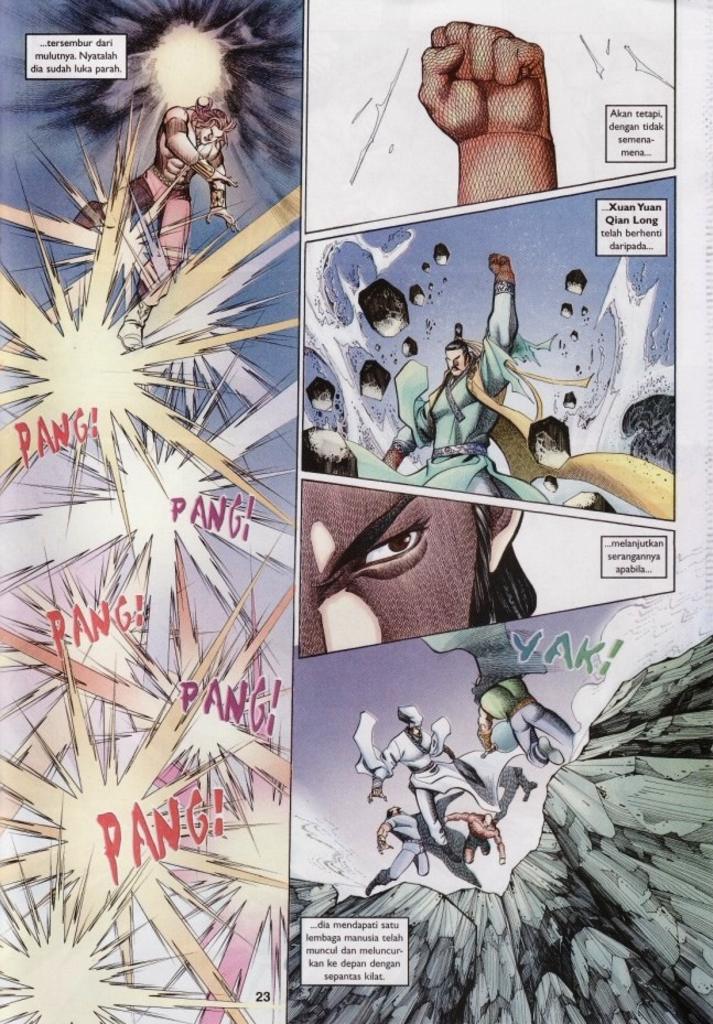 ...tersembur dari
mulutnya. Nyatalah
dia sudah luka parah.
PANG!
PANG!
PANG!
PANG!
PANG!
23
Akan tetapi,
dengan tidak
semena-
mena...
...Xuan Yuan
Qian Long
telah berhenti
daripada...
...melanjutkan
serangannya
apabila...
YAK!
...dia mendapati satu
lembaga manusia telah
muncul dan meluncur-
kan ke depan dengan
sepantas kilat.